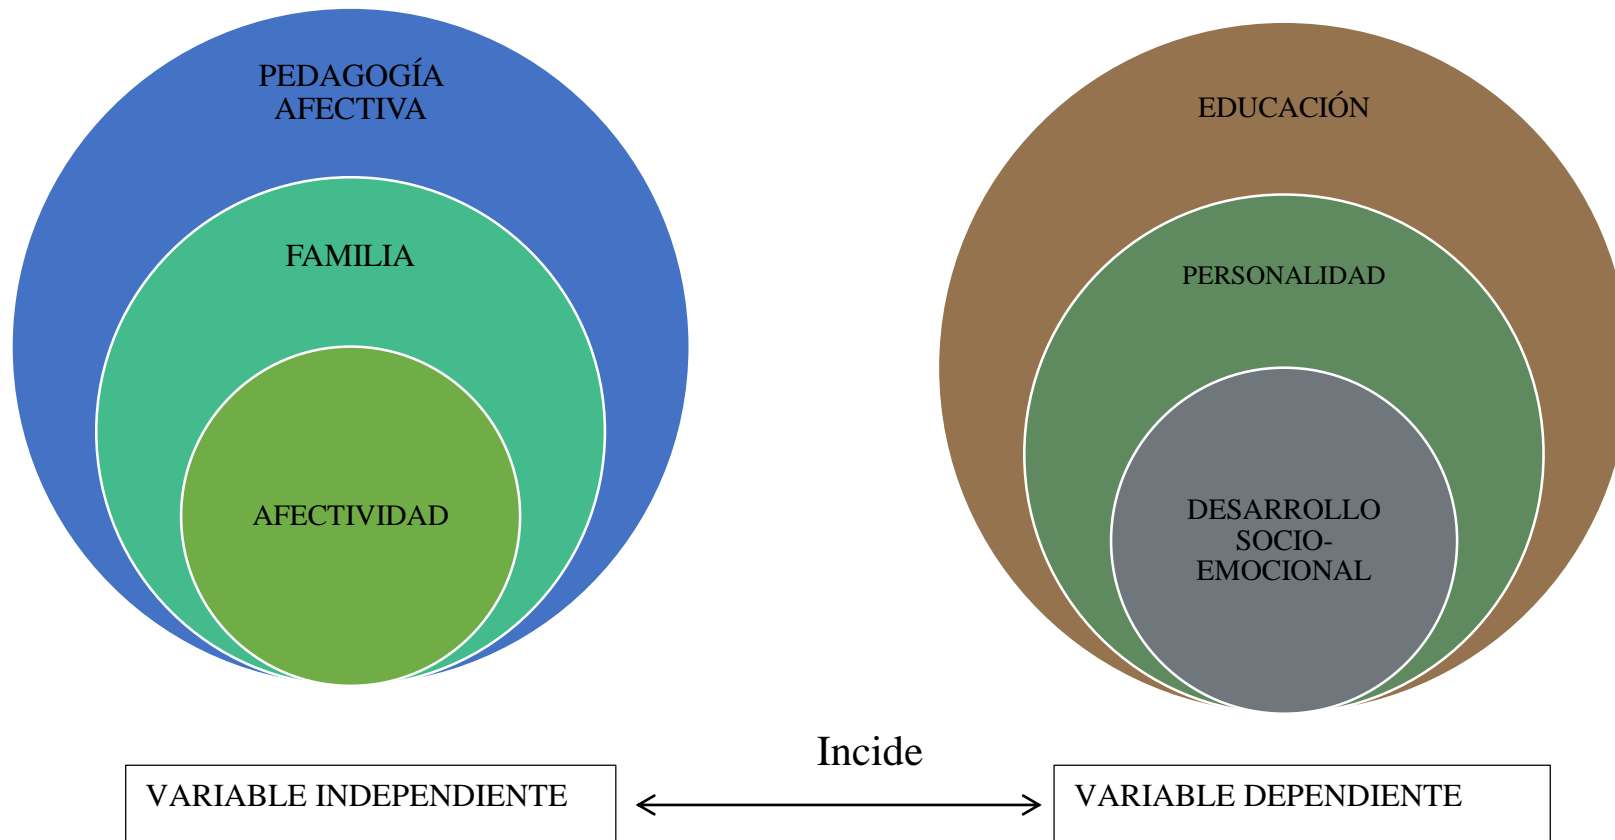 PEDAGOGÍA
AFECTIVA
FAMILIA
AFECTIVIDAD
EDUCACIÓN
PERSONALIDAD
DESARROLLO
SOCIO-
EMOCIONAL
Incide
VARIABLE INDEPENDIENTE
VARIABLE DEPENDIENTE